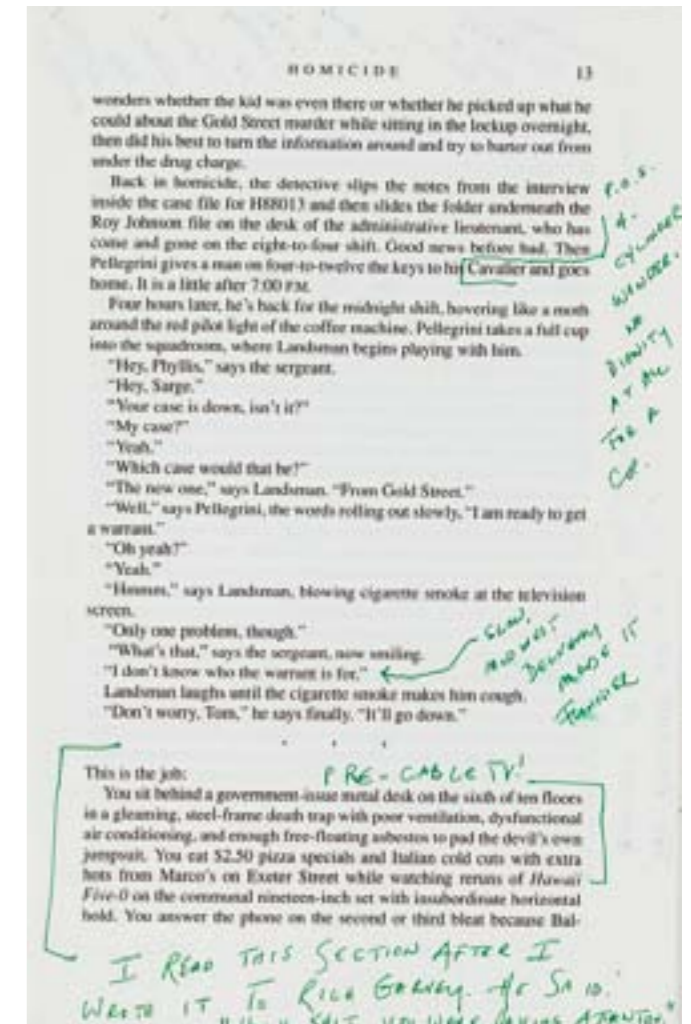 HOMICIDE 13
wonders whether the kid was even there or whether he picked up what he
could about the Gold Street murder while sitting in the lockup overnight,
then did his best to turn the information around and try to barter out from
under the drug charge.
Back in homicide, the detective slips the notes from the interview
inside the case file for H88013 and then slides the folder underneath the
Roy Johnson file on the desk of the administrative lieutenant, who has
come and gone on the eight-to-four shift. Good news before bad. Then
Pellegrini gives a man on four-to-twelve the keys to his Cavalier and goes
home. It is a little after 7:00 P.M.
P.O.S.
4-
CYLINDER
WINDER.
NO
DIGNITY
AT ALL
FOR A
COP.
Four hours later, he's back for the midnight shift, hovering like a moth
around the red pilot light of the coffee machine. Pellegrini takes a full cup
into the squadroom, where Landsman begins playing with him.
"Hey, Phyllis," says the sergeant.
"Hey, Sarge."
"Your case is down, isn't it?"
"My case?"
"Yeah."
"Which case would that be?"
"The new one," says Landsman. "From Gold Street."
"Well," says Pellegrini, the words rolling out slowly, "I am ready to get
a warrant."
"Oh yeah?"
"Yeah."
"Hmmm," says Landsman, blowing cigarette smoke at the television
screen.
"Only one problem, though."
"What's that," says the sergeant, now smiling.
"I don't know who the warrant is for."
SLOW,
MIDWEST
DELIVERY
MADE IT
FUNNIER
Landsman laughs until the cigarette smoke makes him cough.
"Don't worry, Tom," he says finally. "It'll go down."
PRE-CABLE TV!
This is the job:
You sit behind a government-issue metal desk on the sixth of ten floors
in a gleaming, steel-frame death trap with poor ventilation, dysfunctional
air conditioning, and enough free-floating asbestos to pad the devil's own
jumpsuit. You eat $2.50 pizza specials and Italian cold cuts with extra
hots from Marco's on Exeter Street while watching reruns of Hawaii
Five-O on the communal nineteen-inch set with insubordinate horizontal
hold. You answer the phone on the second or third bleat because Bal-
I READ THIS SECTION AFTER I
WROTE IT TO RICH GARVEY. HE SAID:
YOU WERE PAYING ATTENTION."